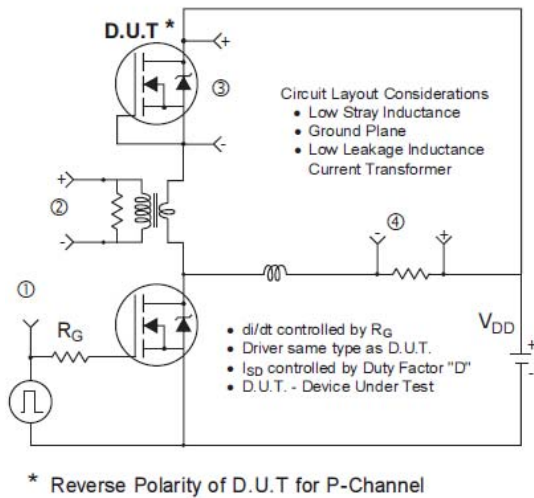 D.U.T *
+
③
-
Circuit Layout Considerations
• Low Stray Inductance
• Ground Plane
• Low Leakage Inductance
Current Transformer
+
②
-
④
-
+
①
RG
• di/dt controlled by RG
• Driver same type as D.U.T.
• ISD controlled by Duty Factor "D"
• D.U.T. - Device Under Test
VDD
+
-
* Reverse Polarity of D.U.T for P-Channel